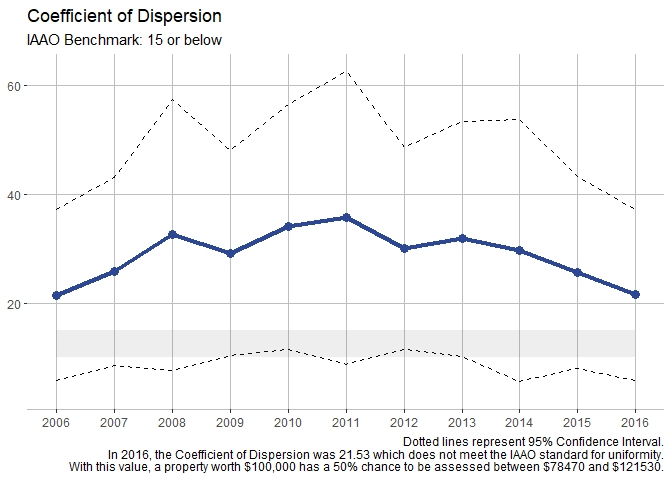 Coefficient of Dispersion
IAAO Benchmark: 15 or below
60
40
20
2006 2007 2008 2009 2010 2011 2012 2013 2014 2015 2016
Dotted lines represent 95% Confidence Interval.
In 2016, the Coefficient of Dispersion was 21.53 which does not meet the IAAO standard for uniformity.
With this value, a property worth $100,000 has a 50% chance to be assessed between $78470 and $121530.